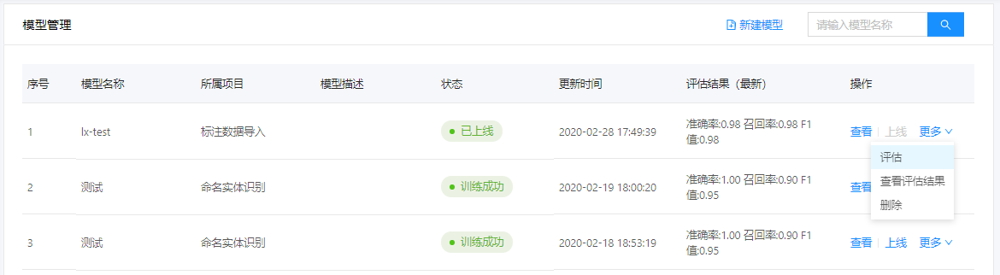 模型管理
新建模型
请输入模型名称
序号 模型名称 所属项目 模型描述 状态 更新时间 评估结果（最新） 操作
1 lx-test 标注数据导入 已上线 2020-02-28 17:49:39 准确率:0.98 召回率:0.98 F1 查看 上线 更多
值:0.98
评估
2 测试 命名实体识别 训练成功 2020-02-19 18:00:20 准确率:1.00 召回率:0.90 F1 查看
值:0.95
查看评估结果
删除
3 测试 命名实体识别 训练成功 2020-02-18 18:53:19 准确率:1.00 召回率:0.90 F1 查看 上线 更多
值:0.95